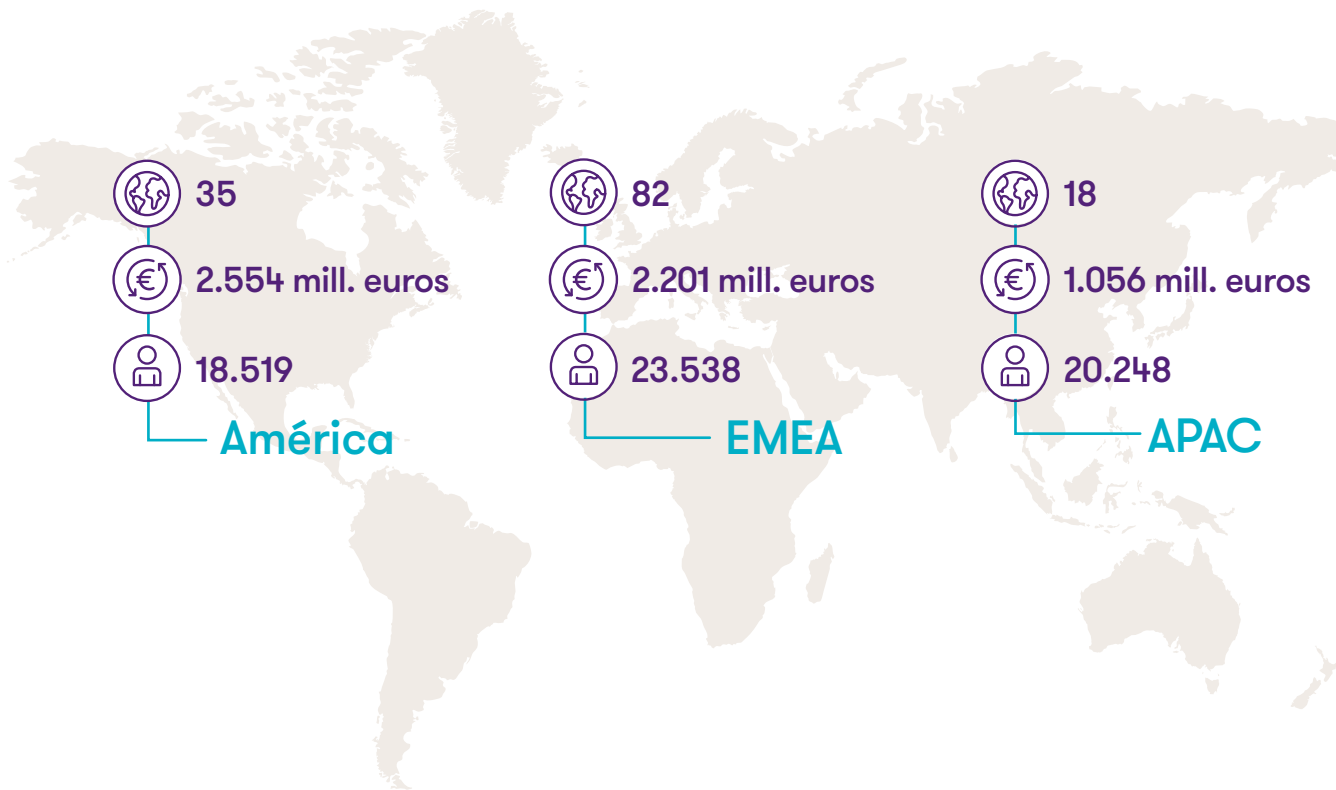 35
2.554 mill. euros
18.519
América
82
2.201 mill. euros
23.538
EMEA
18
1.056 mill. euros
20.248
APAC